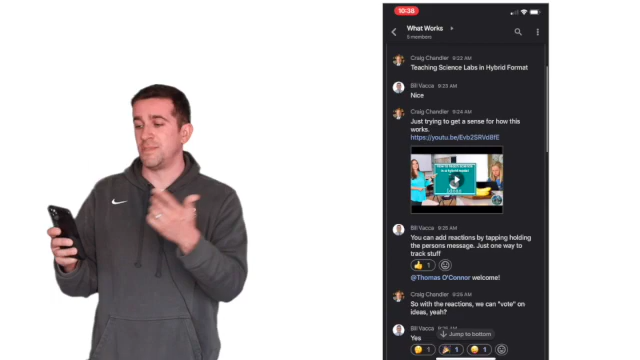 10:38
What Works
5 members
Craig Chandler 9:22 AM
Teaching Science Labs in Hybrid Format
Bill Vacca 9:23 AM
Nice
Craig Chandler 9:24 AM
Just trying to get a sense for how this
works.
Bill Vacca 9:25 AM
You can add reactions by tapping holding
the persons message. Just one way to
track stuff
1
@Thomas O'Connor welcome!
Craig Chandler 9:25 AM
So with the reactions, we can "vote" on
ideas, yeah?
Bill Vacca
Jump to bottom
Yes
1 1 1